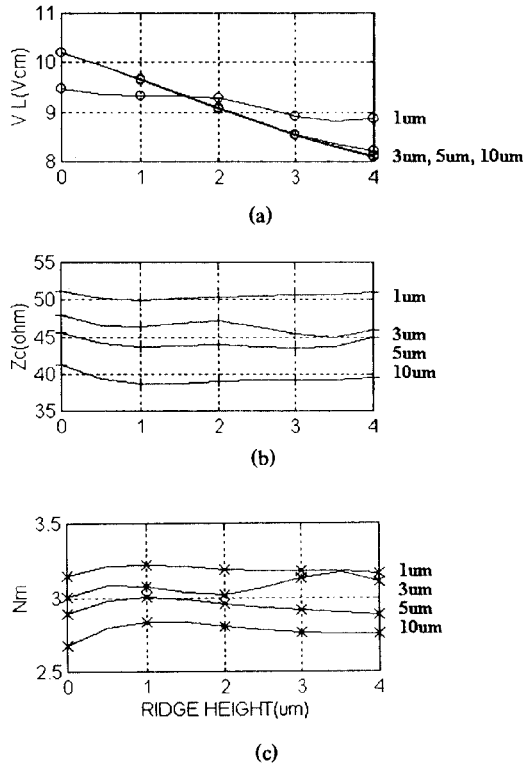 11
10
9
8
V L(Vcm)
0 1 2 3 4
1um
3um, 5um, 10um
(a)
55
50
45
40
35
Zc(ohm)
0 1 2 3 4
1um
3um
5um
10um
(b)
3.5
3
2.5
Nm
0 1 2 3 4
1um
3um
5um
10um
RIDGE HEIGHT(um)
(c)